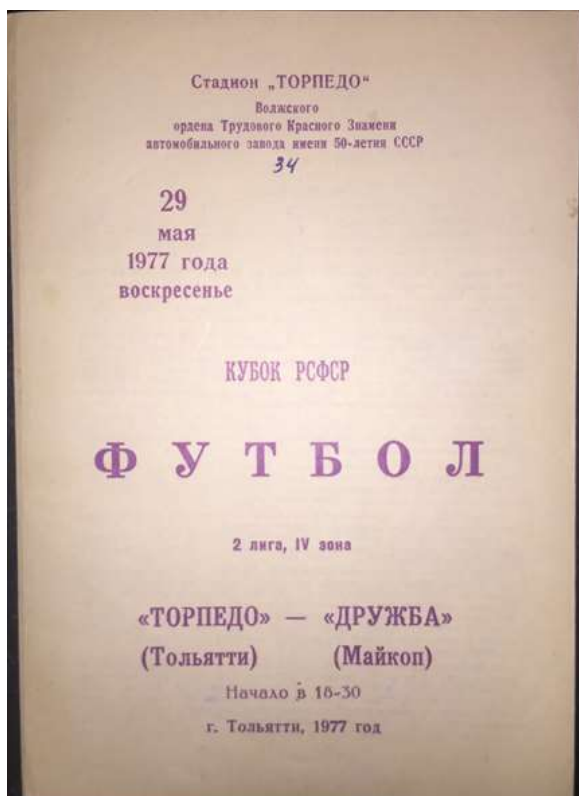 Стадион „ТОРПЕДО“
Волжского
ордена Трудового Красного Знамени
автомобильного завода имени 50-летия СССР
34
29
мая
1977 года
воскресенье
КУБОК РСФСР
ФУТБОЛ
2 лига, IV зона
«ТОРПЕДО» — «ДРУЖБА»
(Тольятти) (Майкоп)
Начало в 18-30
г. Тольятти, 1977 год